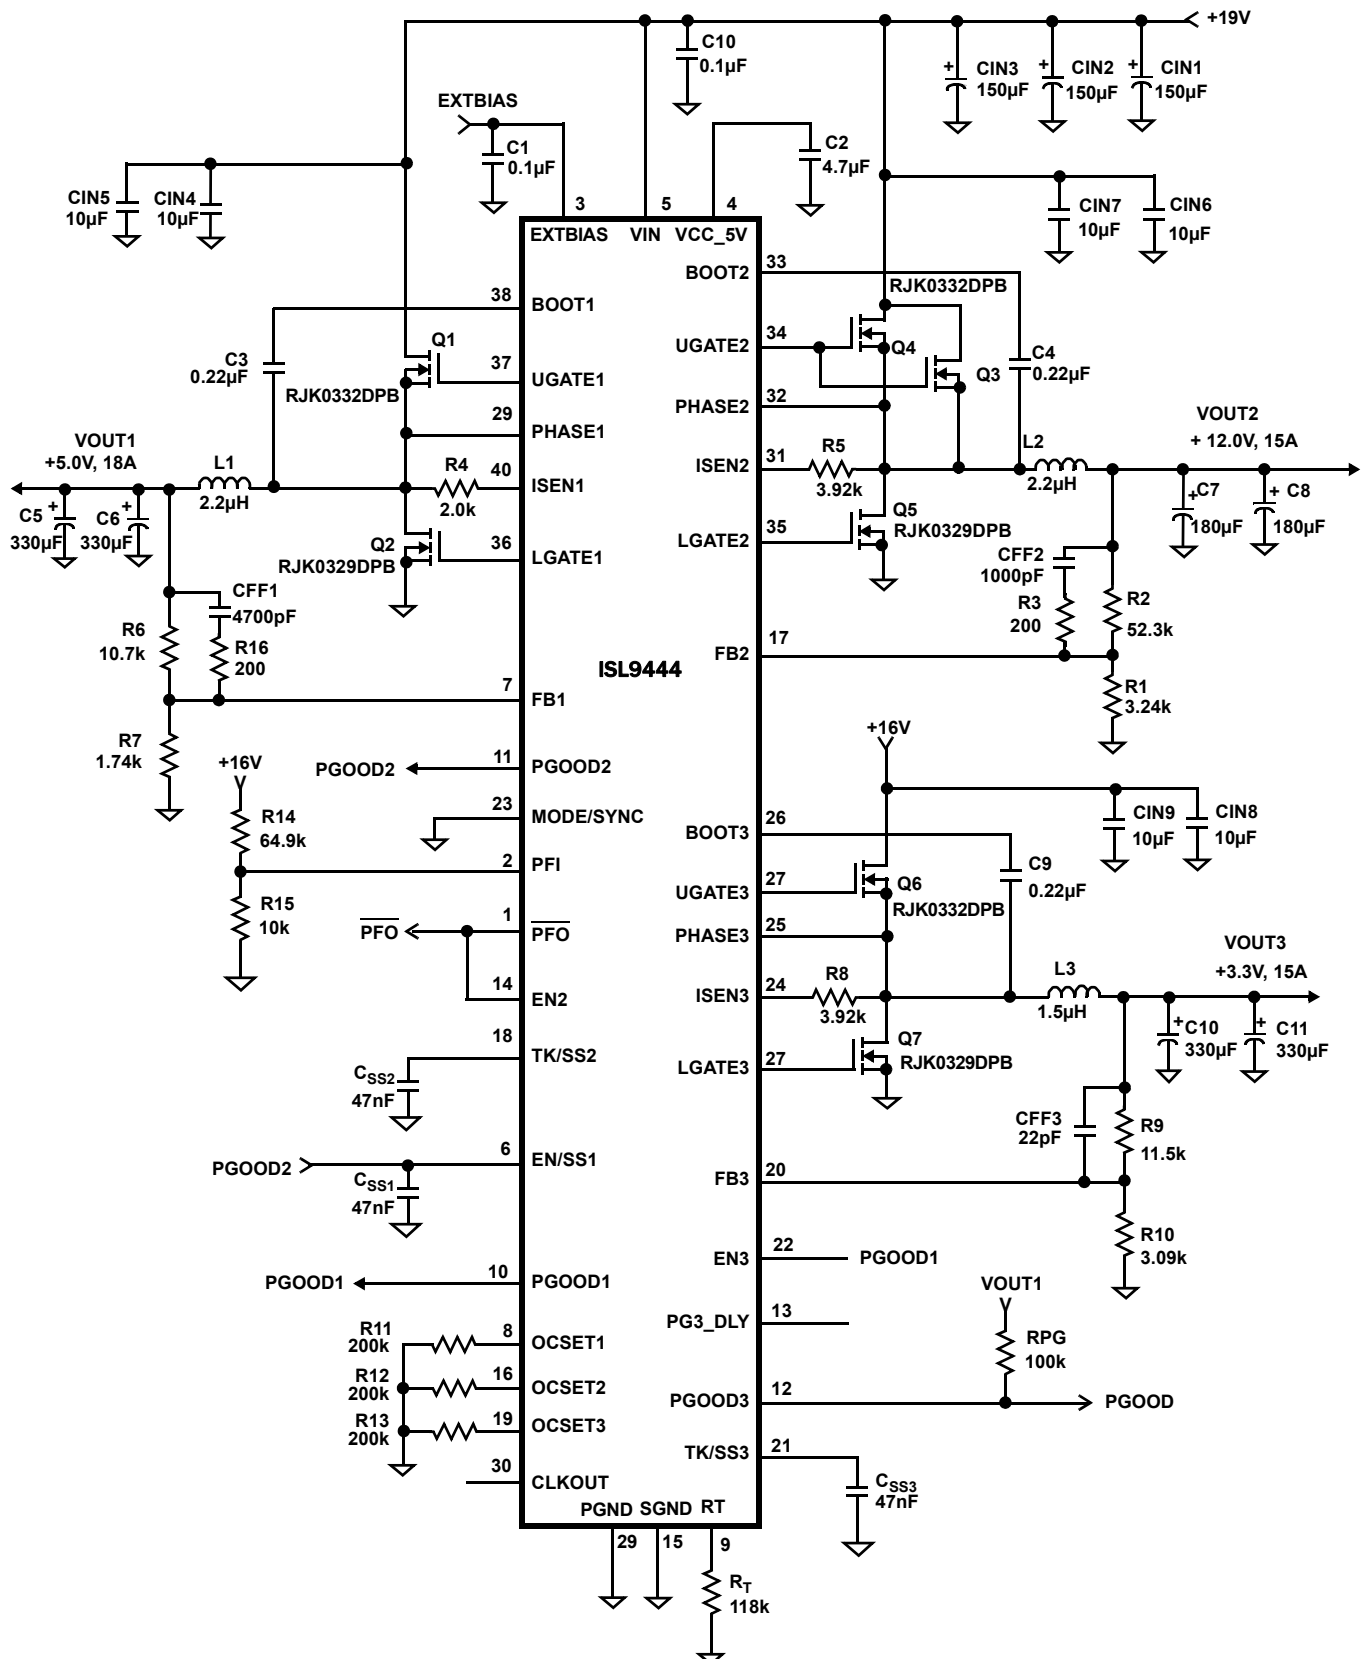 +19V
C10
0.1µF
CIN3
150µF
CIN2
150µF
CIN1
150µF
EXTBIAS
C1
0.1µF
C2
4.7µF
CIN5
10µF
CIN4
10µF
CIN7
10µF
CIN6
10µF
3
5
4
EXTBIAS
VIN
VCC_5V
33
BOOT2
RJK0332DPB
38
BOOT1
C3
0.22µF
Q1
37
UGATE1
RJK0332DPB
34
UGATE2
Q4
Q3
C4
0.22µF
29
PHASE1
32
PHASE2
VOUT1
+5.0V, 18A
L1
2.2µH
R4
2.0k
40
ISEN1
31
ISEN2
R5
3.92k
L2
2.2µH
VOUT2
+ 12.0V, 15A
C5
+
330µF
C6
+
330µF
Q2
RJK0329DPB
36
LGATE1
35
LGATE2
Q5
RJK0329DPB
+
C7
180µF
+
C8
180µF
CFF1
4700pF
R6
10.7k
R16
200
CFF2
1000pF
R3
200
R2
52.3k
17
FB2
ISL9444
7
FB1
R1
3.24k
R7
1.74k
+16V
11
PGOOD2
PGOOD2
+16V
R14
64.9k
23
MODE/SYNC
26
BOOT3
CIN9
10µF
CIN8
10µF
2
PFI
27
UGATE3
Q6
RJK0332DPB
C9
0.22µF
R15
10k
PFO
1
PFO
25
PHASE3
14
EN2
24
ISEN3
R8
3.92k
L3
1.5µH
VOUT3
+3.3V, 15A
18
TK/SS2
CSS2
47nF
27
LGATE3
Q7
RJK0329DPB
+
C10
330µF
+
C11
330µF
CFF3
22pF
R9
11.5k
PGOOD2
6
EN/SS1
CSS1
47nF
20
FB3
R10
3.09k
22
EN3
PGOOD1
PGOOD1
10
PGOOD1
VOUT1
13
PG3_DLY
R11
200k
8
OCSET1
RPG
100k
R12
200k
16
OCSET2
12
PGOOD3
PGOOD
R13
200k
19
OCSET3
21
TK/SS3
CSS3
47nF
30
CLKOUT
PGND
SGND
RT
29
15
9
RT
118k